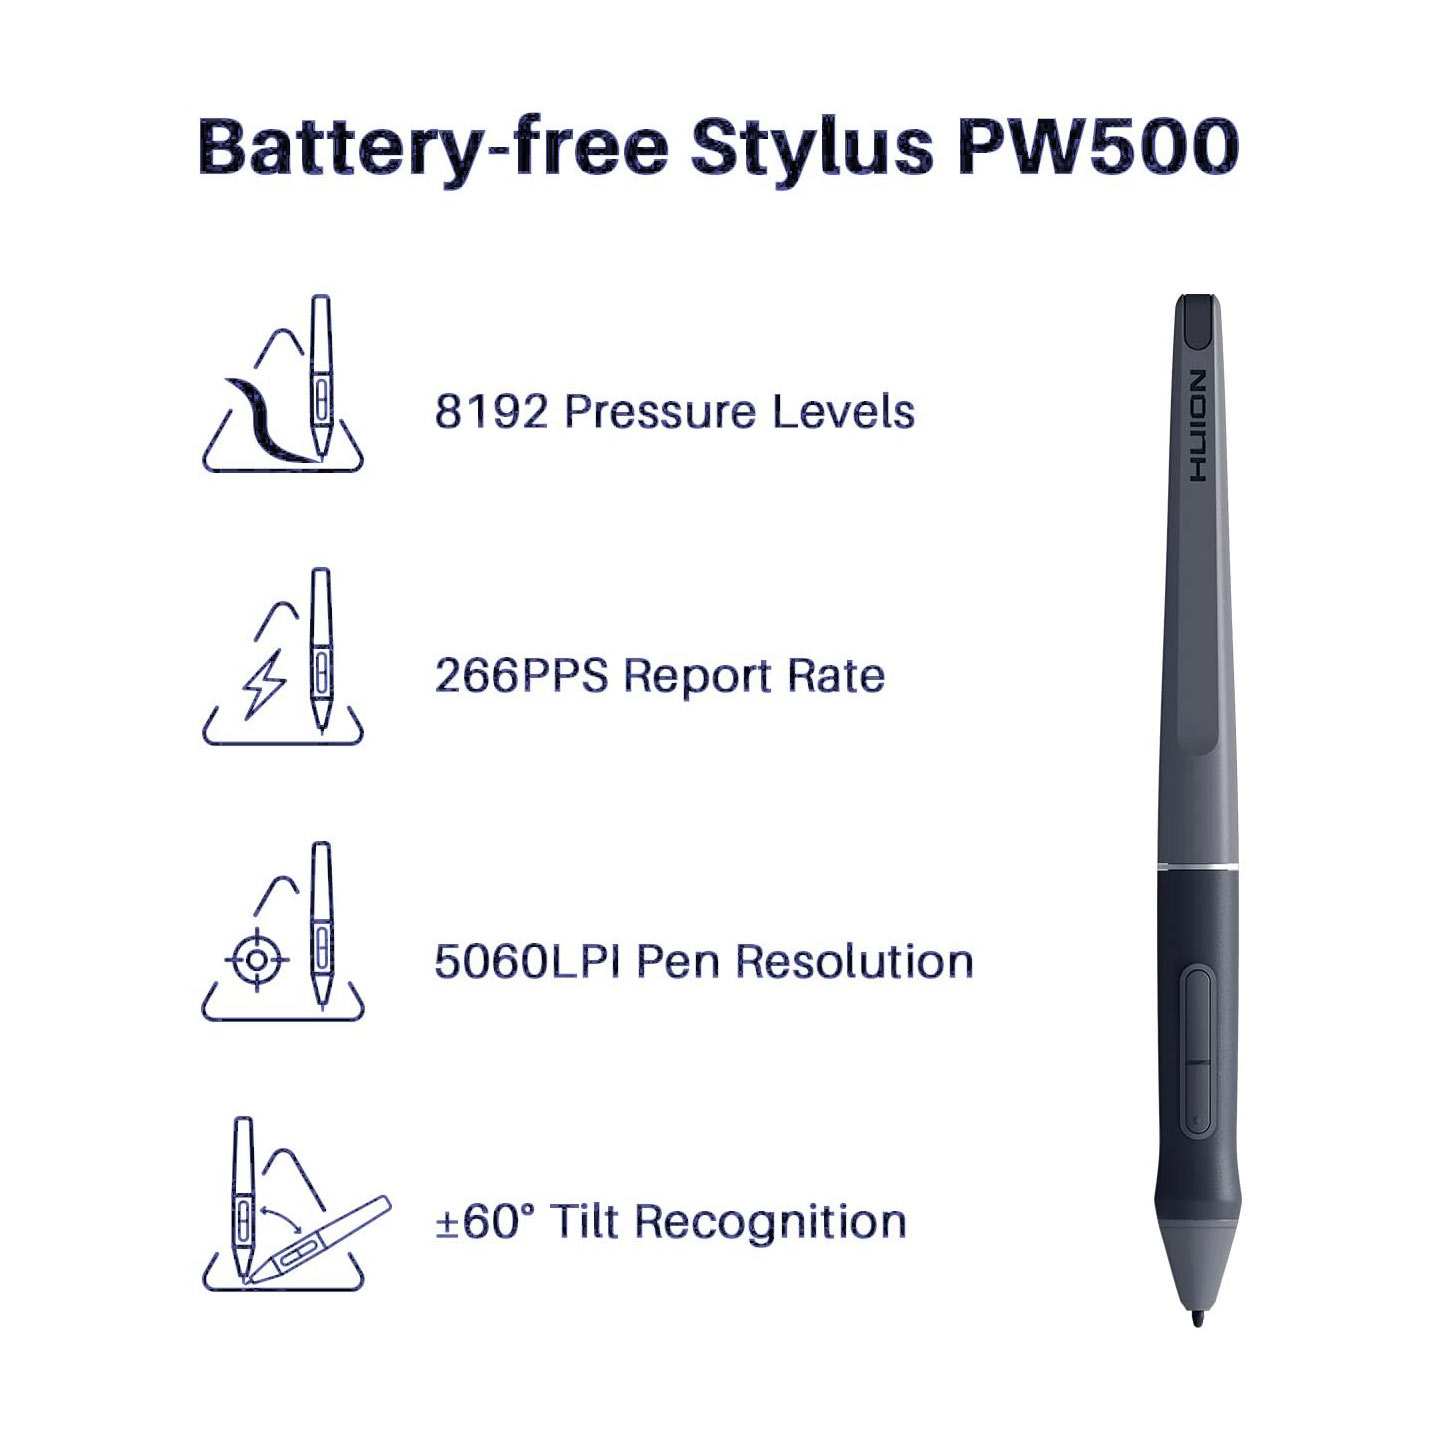 Battery-free Stylus PW500
8192 Pressure Levels
266PPS Report Rate
5060LPI Pen Resolution
±60° Tilt Recognition
HUION